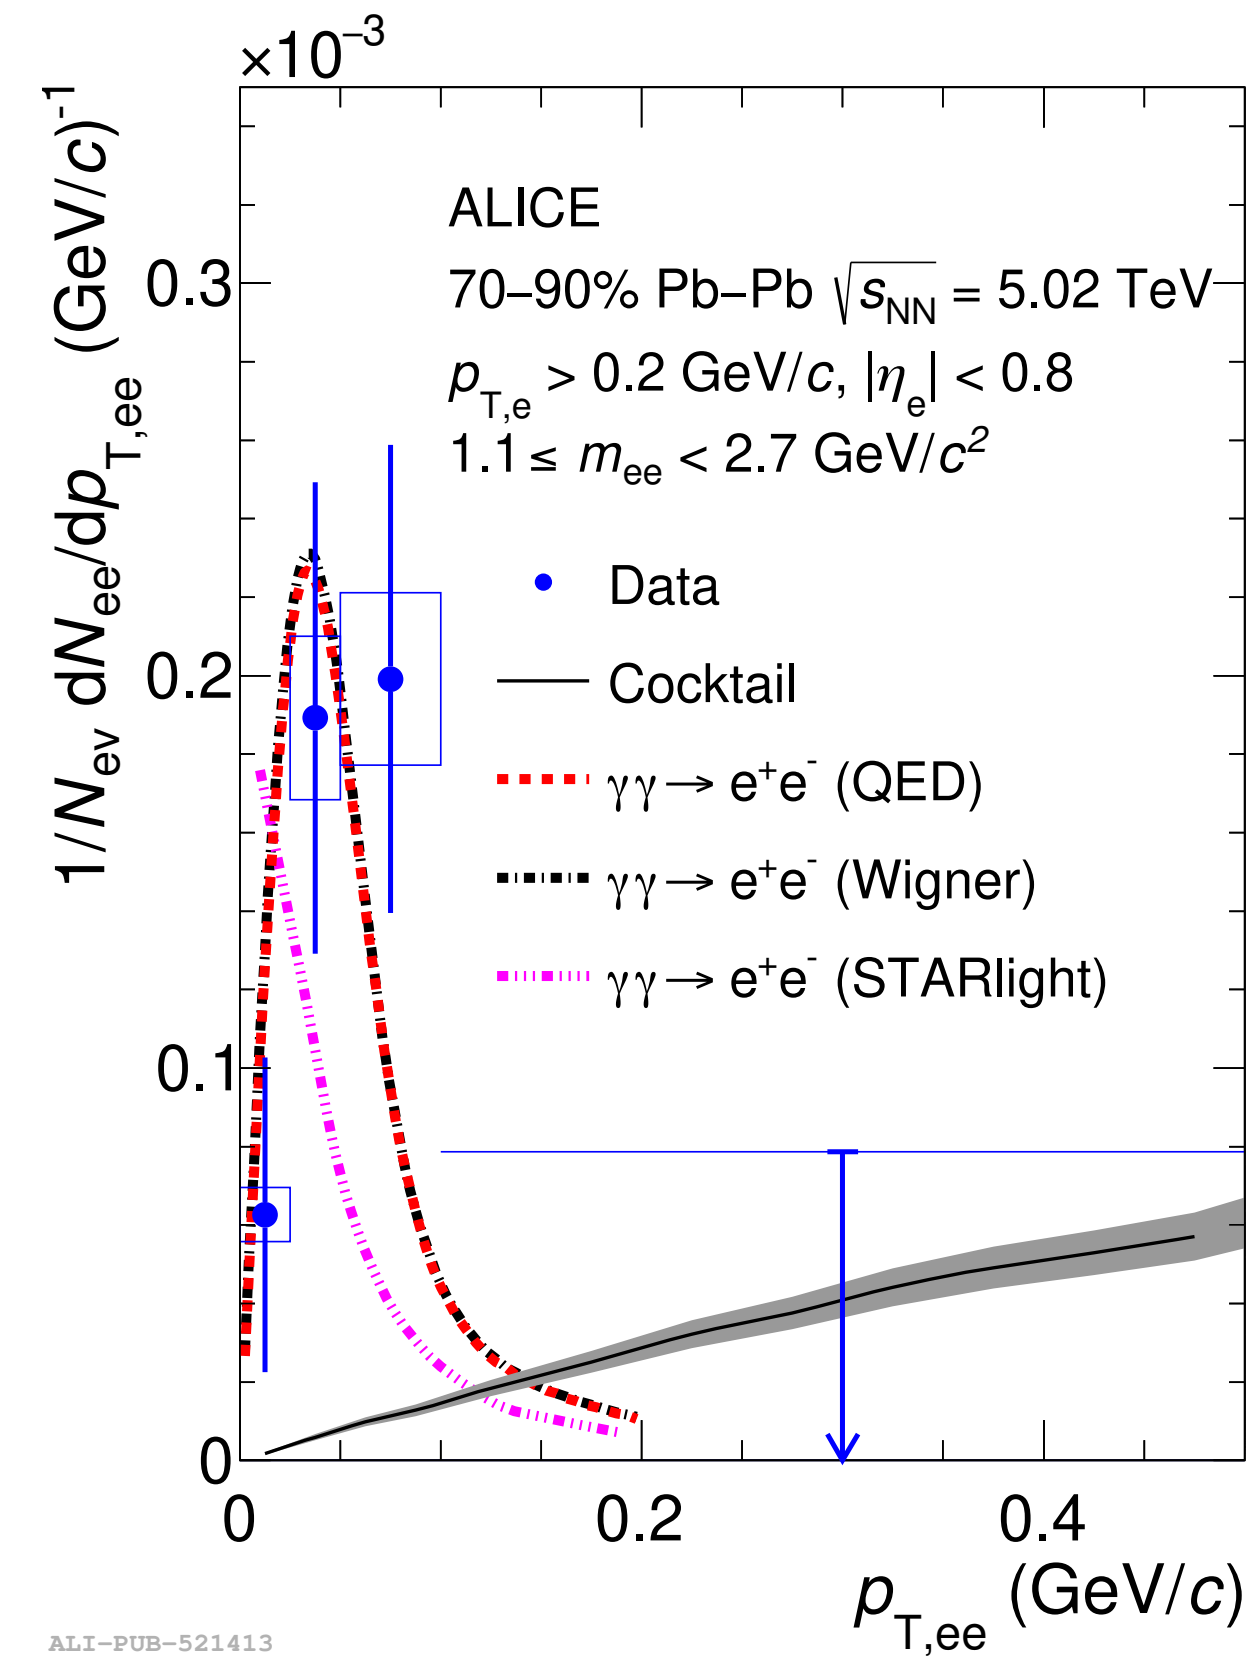 ×10⁻³
1/Nev dNee/dpT,ee (GeV/c)⁻¹
ALICE
70–90% Pb–Pb √sNN = 5.02 TeV
pT,e > 0.2 GeV/c, |ηe| < 0.8
1.1 ≤ mee < 2.7 GeV/c²
Data
Cocktail
γγ → e⁺e⁻ (QED)
γγ → e⁺e⁻ (Wigner)
γγ → e⁺e⁻ (STARlight)
0.3
0.2
0.1
0
0 0.2 0.4
pT,ee (GeV/c)
ALI-PUB-521413